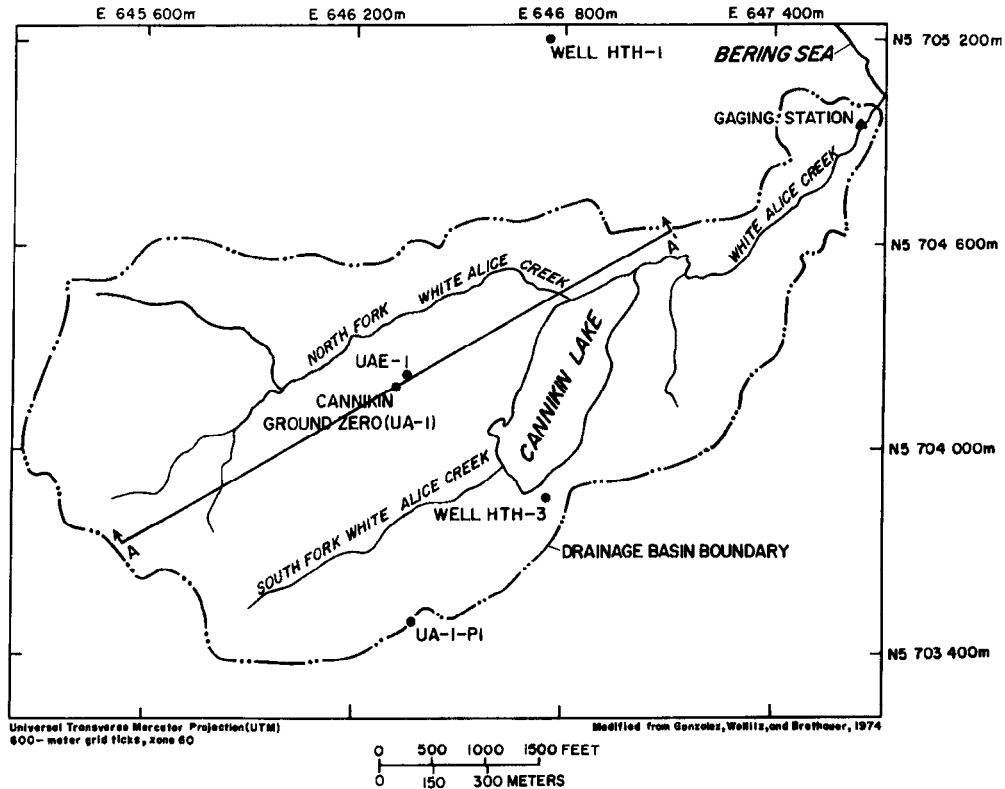 E 645 600m
E 646 200m
E 646 800m
E 647 400m
N5 705 200m
WELL HTH-1
BERING SEA
GAGING STATION
WHITE ALICE CREEK
N5 704 600m
A'
NORTH FORK WHITE ALICE CREEK
UAE-1
CANNIKIN
GROUND ZERO (UA-1)
CANNIKIN LAKE
N5 704 000m
SOUTH FORK WHITE ALICE CREEK
WELL HTH-3
A
DRAINAGE BASIN BOUNDARY
UA-1-P1
N5 703 400m
Universal Transverse Mercator Projection (UTM)
600-meter grid ticks, zone 60
Modified from Gonzalez, Wollitz, and Brethauer, 1974
0 500 1000 1500 FEET
0 150 300 METERS